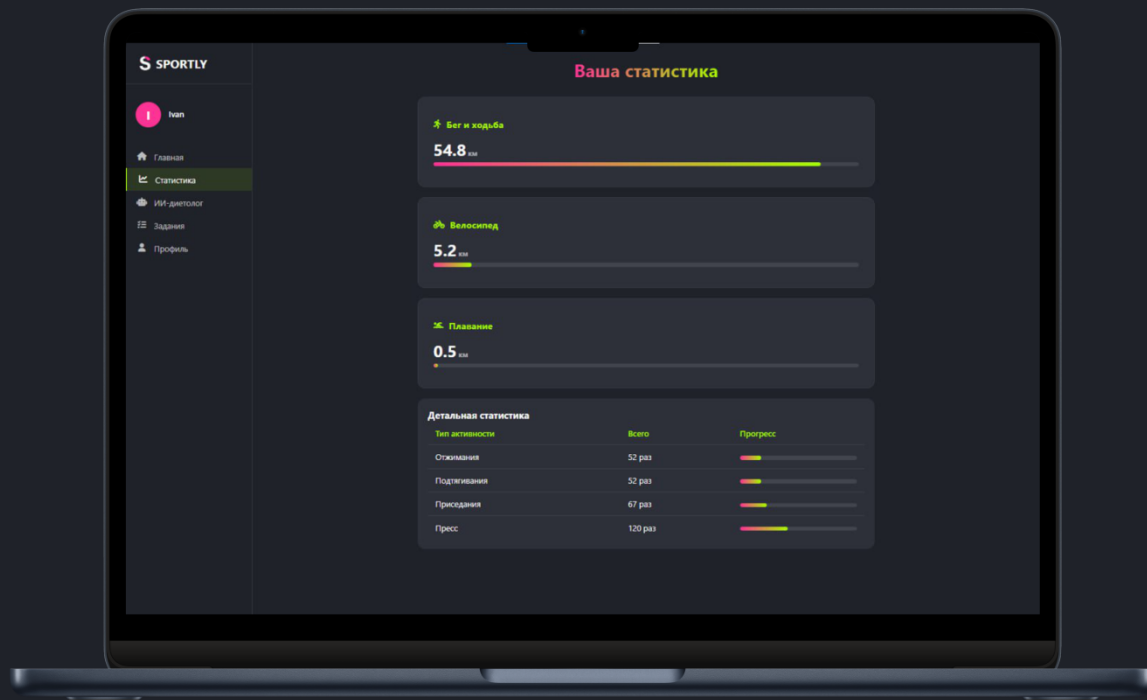 SPORTLY
I
Ivan
Главная
Статистика
ИИ-диетолог
Задания
Профиль
Ваша статистика
Бег и ходьба
54.8 км
Велосипед
5.2 км
Плавание
0.5 км
Детальная статистика
Тип активности Всего Прогресс
Отжимания 52 раз
Подтягивания 52 раз
Приседания 67 раз
Пресс 120 раз